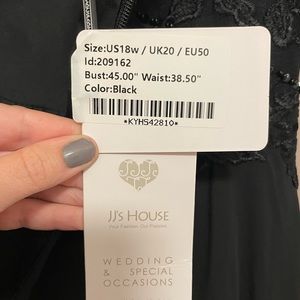 Size:US18w / UK20 / EU50
Id:209162
Bust:45.00" Waist:38.50"
Color:Black
*KYH542810*
JJ's HOUSE
Your Fashion, Our Passion
WEDDING
& SPECIAL
OCCASIONS